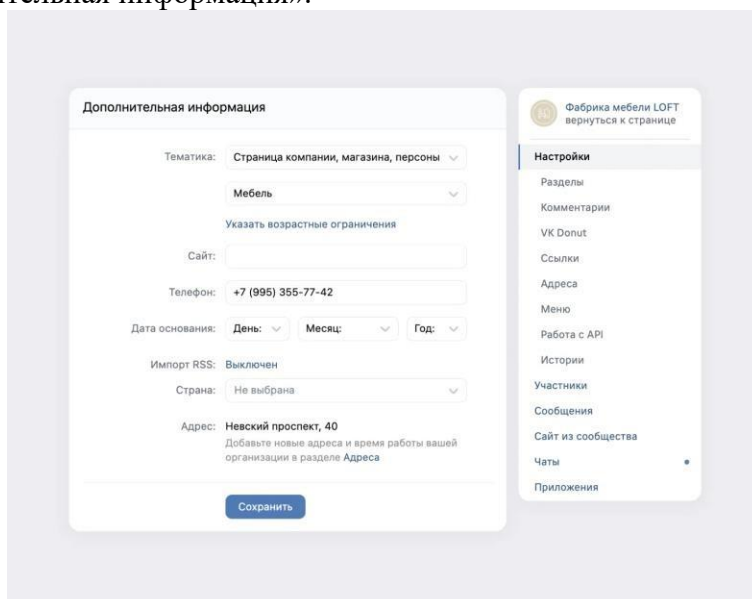 тельная информация».
Дополнительная информация
Тематика: Страница компании, магазина, персоны
Мебель
Указать возрастные ограничения
Сайт:
Телефон: +7 (995) 355-77-42
Дата основания: День: Месяц: Год:
Импорт RSS: Выключен
Страна: Не выбрана
Адрес: Невский проспект, 40
Добавьте новые адреса и время работы вашей
организации в разделе Адреса
Сохранить
Фабрика мебели LOFT
вернуться к странице
Настройки
Разделы
Комментарии
VK Donut
Ссылки
Адреса
Меню
Работа с API
Истории
Участники
Сообщения
Сайт из сообщества
Чаты
Приложения